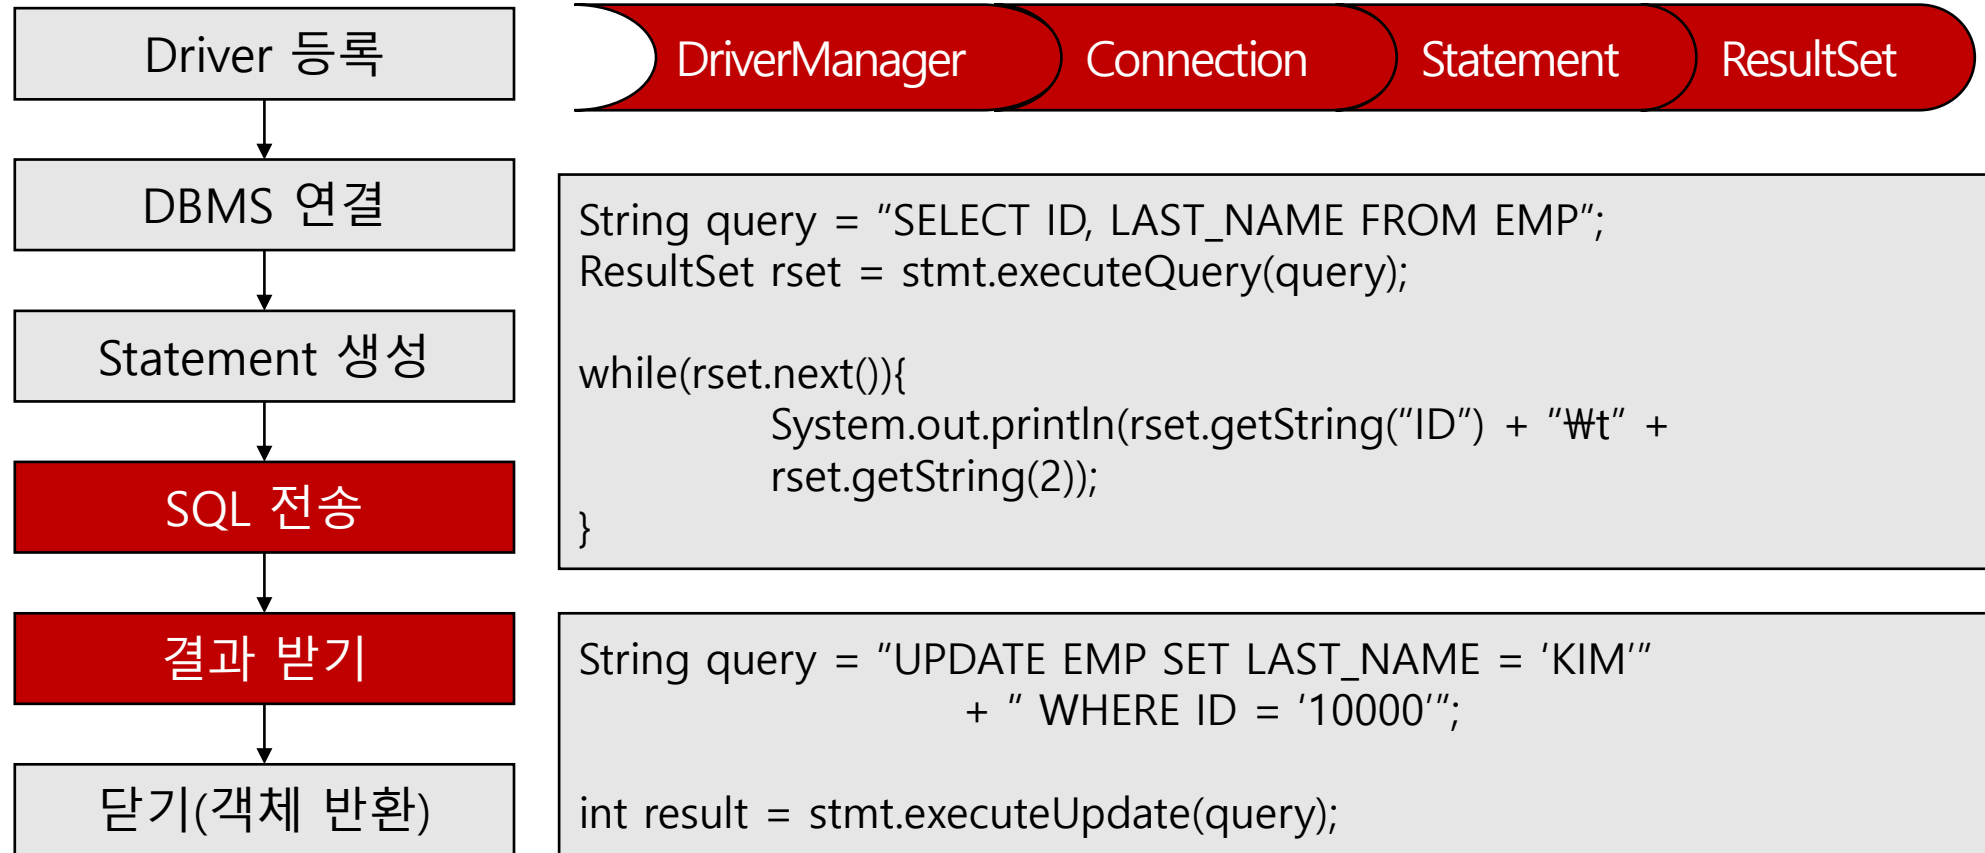 Driver 등록
DBMS 연결
Statement 생성
SQL 전송
결과 받기
닫기(객체 반환)
DriverManager
Connection
Statement
ResultSet
String query = "SELECT ID, LAST_NAME FROM EMP";
ResultSet rset = stmt.executeQuery(query);
while(rset.next()){
System.out.println(rset.getString("ID") + "₩t" +
rset.getString(2));
}
String query = "UPDATE EMP SET LAST_NAME = 'KIM'"
+ " WHERE ID = '10000'";
int result = stmt.executeUpdate(query);